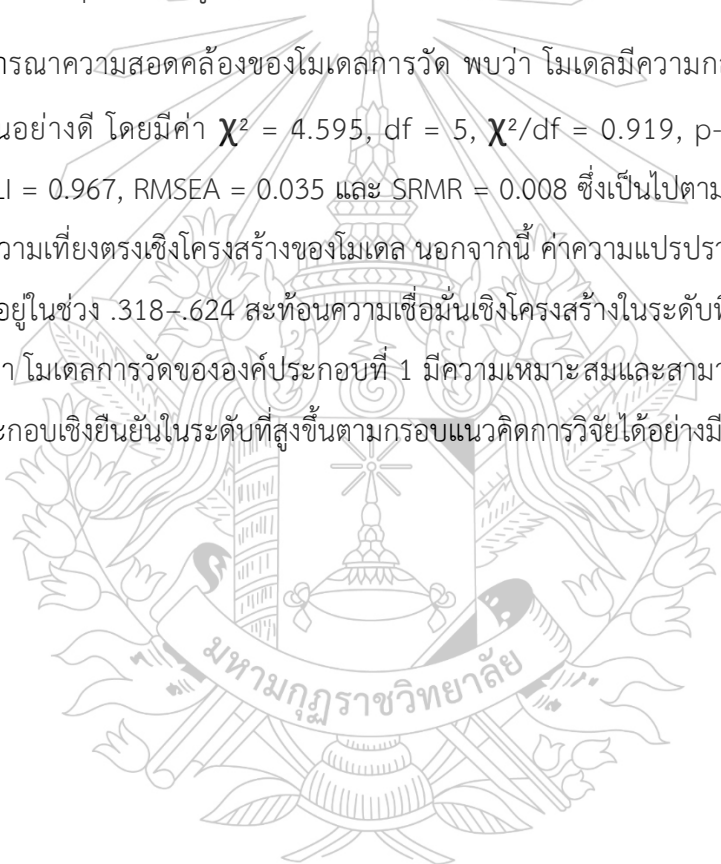 ารณาความสอดคล้องของโมเดลการวัด พบว่า โมเดลมีความก
นอย่างดี โดยมีค่า χ² = 4.595, df = 5, χ²/df = 0.919, p-
LI = 0.967, RMSEA = 0.035 และ SRMR = 0.008 ซึ่งเป็นไปตาม
ความเที่ยงตรงเชิงโครงสร้างของโมเดล นอกจากนี้ ค่าความแปรปรา
อยู่ในช่วง .318–.624 สะท้อนความเชื่อมั่นเชิงโครงสร้างในระดับที
า โมเดลการวัดขององค์ประกอบที่ 1 มีความเหมาะสมและสามา
ะกอบเชิงยืนยันในระดับที่สูงขึ้นตามกรอบแนวคิดการวิจัยได้อย่างมี
มหามกุฏราชวิทยาลัย